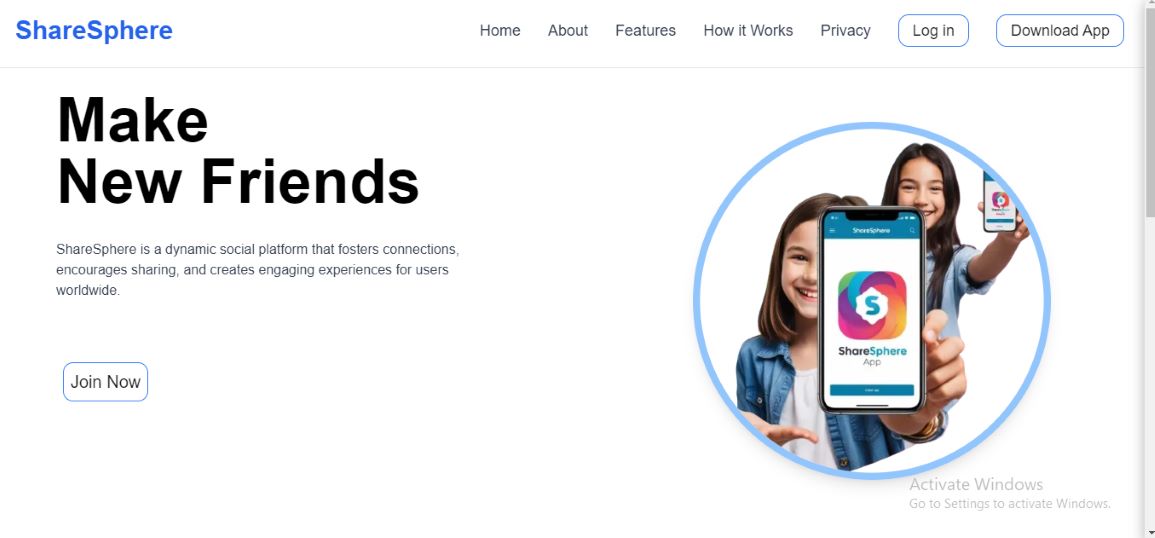 ShareSphere
Home About Features How it Works Privacy Log in Download App
Make
New Friends
ShareSphere is a dynamic social platform that fosters connections,
encourages sharing, and creates engaging experiences for users
worldwide.
Join Now
ShareSphere
S
ShareSphere
App
Activate Windows
Go to Settings to activate Windows.